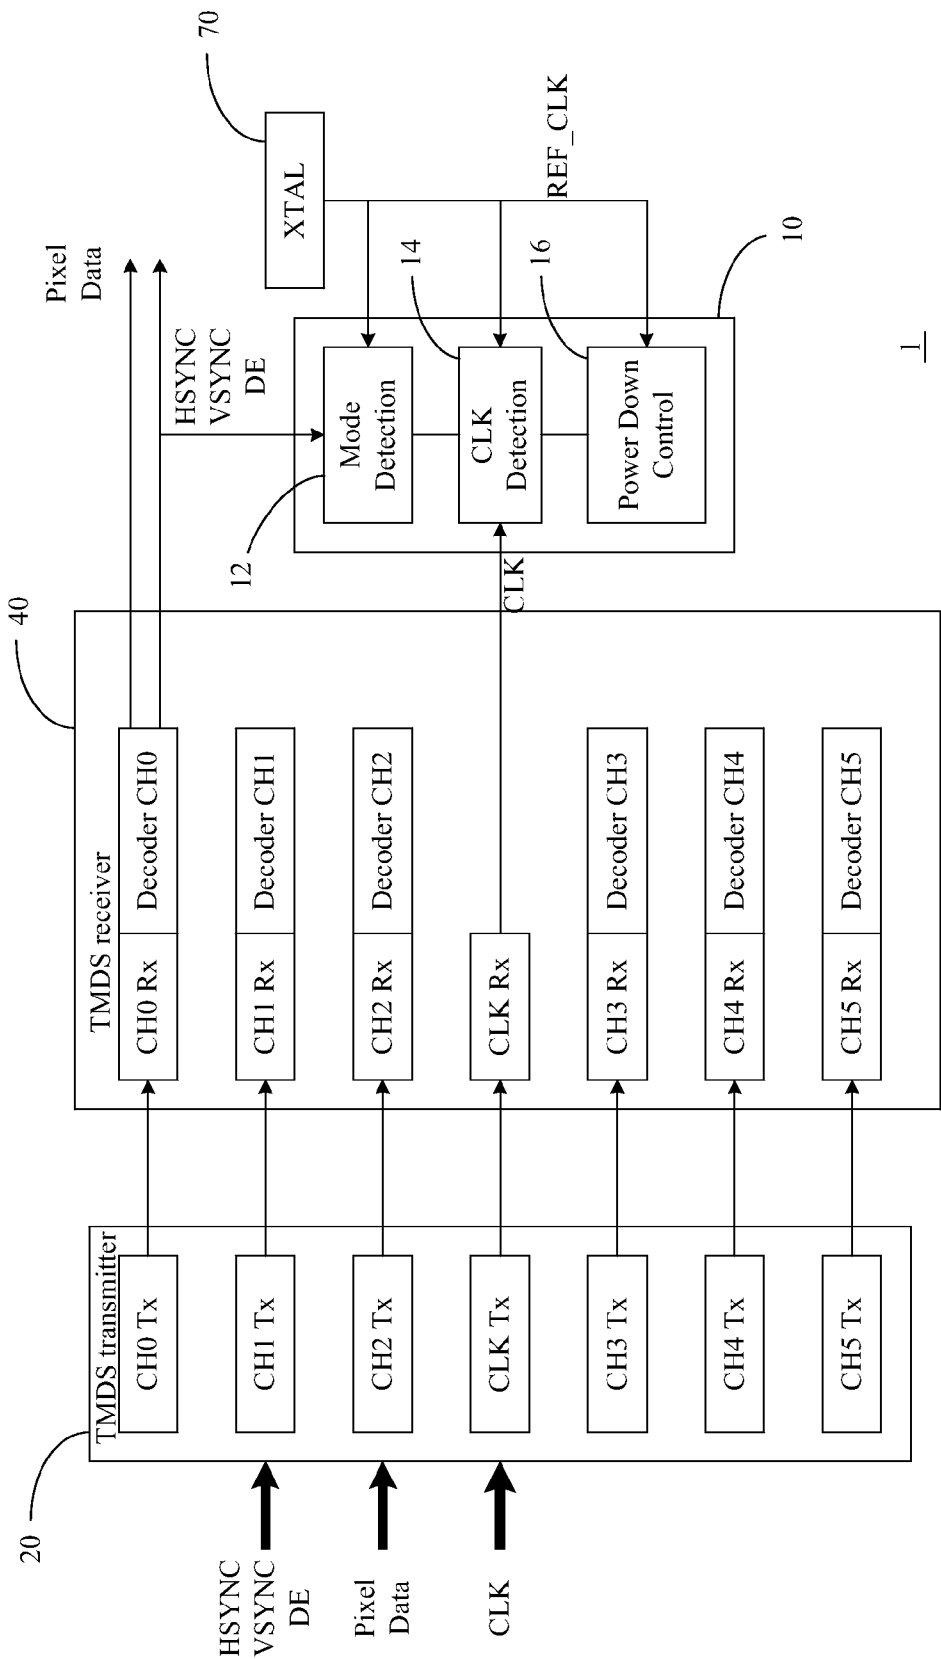 20
TMDS transmitter
HSYNC
VSYNC
DE
Pixel
Data
CLK
CH0 Tx
CH1 Tx
CH2 Tx
CLK Tx
CH3 Tx
CH4 Tx
CH5 Tx
40
TMDS receiver
CH0 Rx
Decoder CH0
CH1 Rx
Decoder CH1
CH2 Rx
Decoder CH2
CLK Rx
CH3 Rx
Decoder CH3
CH4 Rx
Decoder CH4
CH5 Rx
Decoder CH5
Pixel
Data
HSYNC
VSYNC
DE
CLK
12
Mode
Detection
14
CLK
Detection
16
Power Down
Control
10
70
XTAL
REF_CLK
1